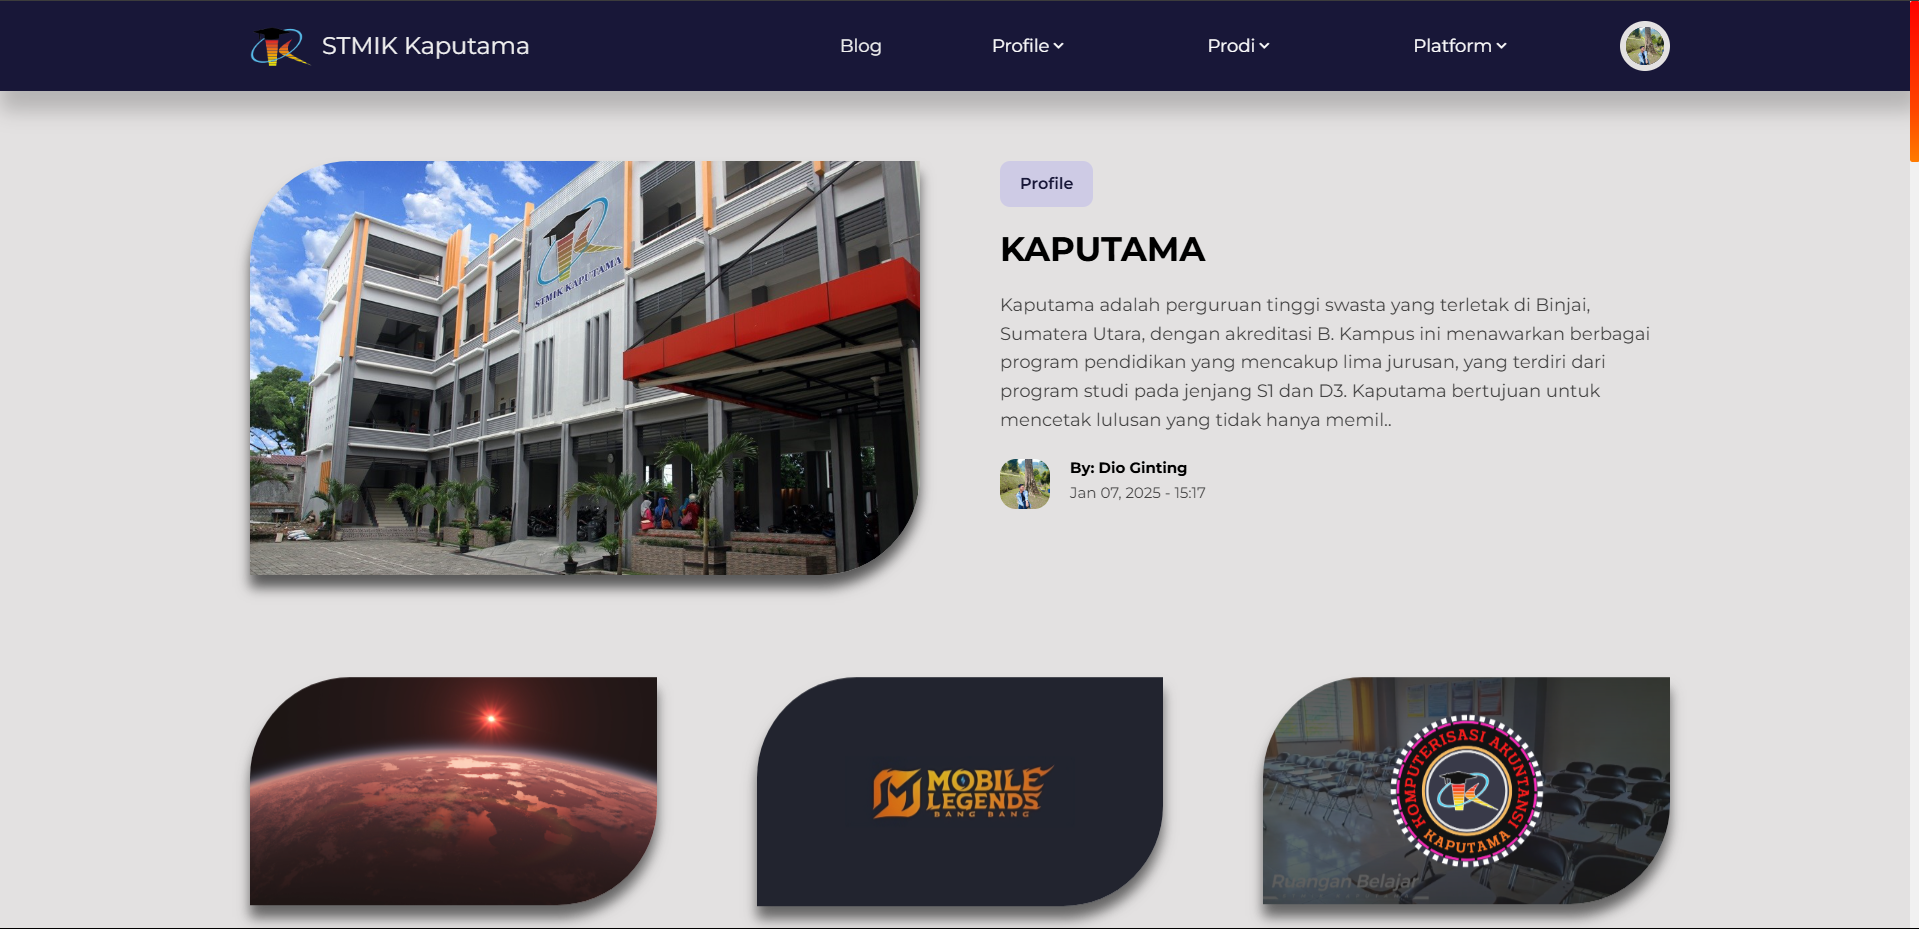 STMIK Kaputama
Blog
Profile
Prodi
Platform
STMIK KAPUTAMA
Profile
KAPUTAMA
Kaputama adalah perguruan tinggi swasta yang terletak di Binjai,
Sumatera Utara, dengan akreditasi B. Kampus ini menawarkan berbagai
program pendidikan yang mencakup lima jurusan, yang terdiri dari
program studi pada jenjang S1 dan D3. Kaputama bertujuan untuk
mencetak lulusan yang tidak hanya memil..
By: Dio Ginting
Jan 07, 2025 - 15:17
MOBILE
LEGENDS
BANG BANG
KOMPUTERISASI AKUNTANSI
KAPUTAMA
Ruangan Belajar